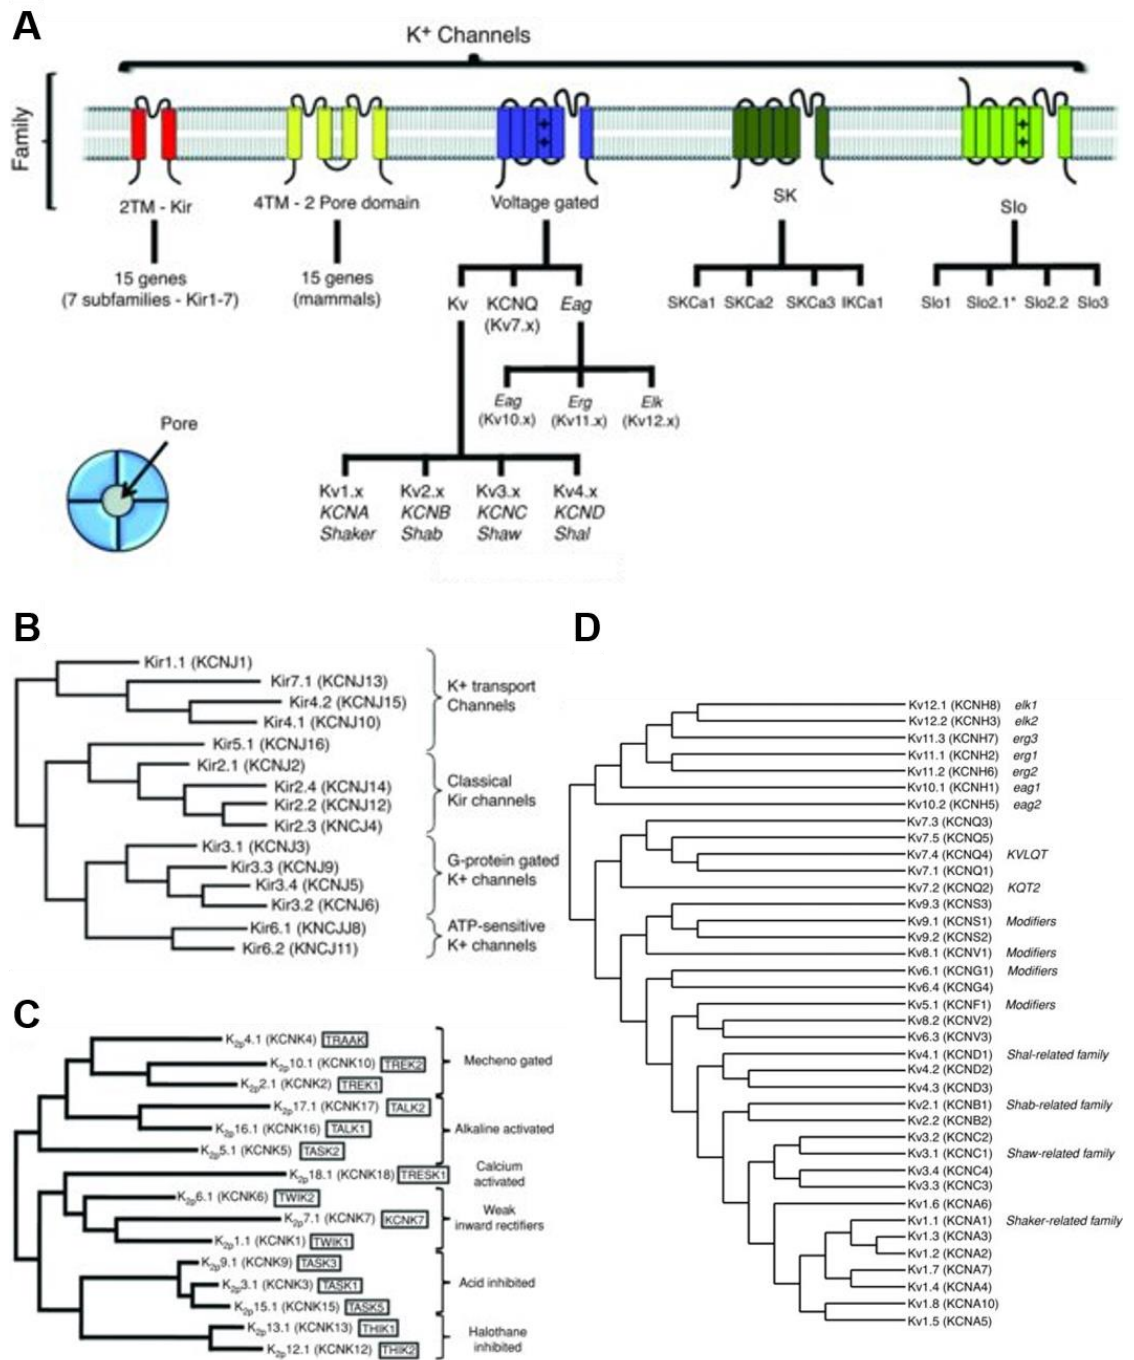 A
K+ Channels
Family
2TM - Kir
4TM - 2 Pore domain
Voltage gated
SK
Slo
15 genes
(7 subfamilies - Kir1-7)
15 genes
(mammals)
Kv
KCNQ
(Kv7.x)
Eag
SKCa1 SKCa2 SKCa3 IKCa1
Slo1 Slo2.1* Slo2.2 Slo3
Eag
(Kv10.x)
Erg
(Kv11.x)
Elk
(Kv12.x)
Pore
Kv1.x
KCNA
Shaker
Kv2.x
KCNB
Shab
Kv3.x
KCNC
Shaw
Kv4.x
KCND
Shal
B
Kir1.1 (KCNJ1)
Kir7.1 (KCNJ13)
Kir4.2 (KCNJ15)
Kir4.1 (KCNJ10)
Kir5.1 (KCNJ16)
Kir2.1 (KCNJ2)
Kir2.4 (KCNJ14)
Kir2.2 (KCNJ12)
Kir2.3 (KNCJ4)
Kir3.1 (KCNJ3)
Kir3.3 (KCNJ9)
Kir3.4 (KCNJ5)
Kir3.2 (KCNJ6)
Kir6.1 (KNCJJ8)
Kir6.2 (KNCJ11)
K+ transport
Channels
Classical
Kir channels
G-protein gated
K+ channels
ATP-sensitive
K+ channels
C
K2p4.1 (KCNK4) TRAAK
K2p10.1 (KCNK10) TREK2
K2p2.1 (KCNK2) TREK1
K2p17.1 (KCNK17) TALK2
K2p16.1 (KCNK16) TALK1
K2p5.1 (KCNK5) TASK2
K2p18.1 (KCNK18) TRESK1
K2p6.1 (KCNK6) TWIK2
K2p7.1 (KCNK7) KCNK7
K2p1.1 (KCNK1) TWIK1
K2p9.1 (KCNK9) TASK3
K2p3.1 (KCNK3) TASK1
K2p15.1 (KCNK15) TASK5
K2p13.1 (KCNK13) THIK1
K2p12.1 (KCNK12) THIK2
Mecheno gated
Alkaline activated
Calcium
activated
Weak
inward rectifiers
Acid inhibited
Halothane
inhibited
D
Kv12.1 (KCNH8) elk1
Kv12.2 (KCNH3) elk2
Kv11.3 (KCNH7) erg3
Kv11.1 (KCNH2) erg1
Kv11.2 (KCNH6) erg2
Kv10.1 (KCNH1) eag1
Kv10.2 (KCNH5) eag2
Kv7.3 (KCNQ3)
Kv7.5 (KCNQ5)
Kv7.4 (KCNQ4) KVLQT
Kv7.1 (KCNQ1)
Kv7.2 (KCNQ2) KQT2
Kv9.3 (KCNS3)
Kv9.1 (KCNS1) Modifiers
Kv9.2 (KCNS2)
Kv8.1 (KCNV1) Modifiers
Kv6.1 (KCNG1) Modifiers
Kv6.4 (KCNG4)
Kv5.1 (KCNF1) Modifiers
Kv8.2 (KCNV2)
Kv6.3 (KCNV3)
Kv4.1 (KCND1) Shal-related family
Kv4.2 (KCND2)
Kv4.3 (KCND3)
Kv2.1 (KCNB1) Shab-related family
Kv2.2 (KCNB2)
Kv3.2 (KCNC2)
Kv3.1 (KCNC1) Shaw-related family
Kv3.4 (KCNC4)
Kv3.3 (KCNC3)
Kv1.6 (KCNA6)
Kv1.1 (KCNA1) Shaker-related family
Kv1.3 (KCNA3)
Kv1.2 (KCNA2)
Kv1.7 (KCNA7)
Kv1.4 (KCNA4)
Kv1.8 (KCNA10)
Kv1.5 (KCNA5)